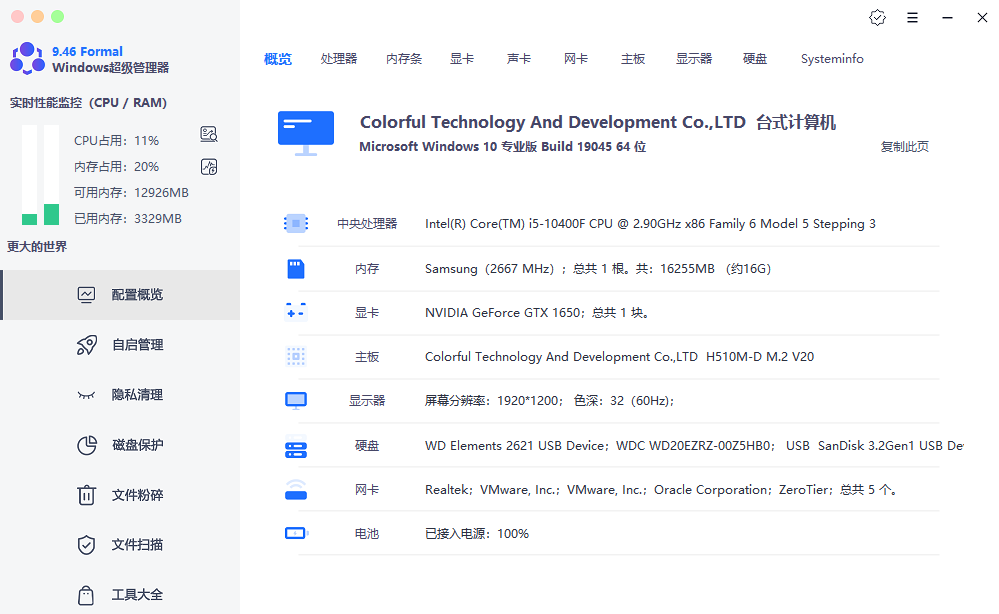 9.46 Formal
Windows超级管理器
实时性能监控（CPU / RAM）
CPU占用：11%
内存占用：20%
可用内存：12926MB
已用内存：3329MB
更大的世界
配置概览
自启管理
隐私清理
磁盘保护
文件粉碎
文件扫描
工具大全
概览 处理器 内存条 显卡 声卡 网卡 主板 显示器 硬盘 Systeminfo
Colorful Technology And Development Co.,LTD 台式计算机
Microsoft Windows 10 专业版 Build 19045 64 位
复制此页
中央处理器 Intel(R) Core(TM) i5-10400F CPU @ 2.90GHz x86 Family 6 Model 5 Stepping 3
内存 Samsung（2667 MHz）；总共 1 根。共：16255MB （约16G）
显卡 NVIDIA GeForce GTX 1650；总共 1 块。
主板 Colorful Technology And Development Co.,LTD H510M-D M.2 V20
显示器 屏幕分辨率：1920*1200； 色深：32（60Hz）；
硬盘 WD Elements 2621 USB Device；WDC WD20EZRZ-00Z5HB0； USB SanDisk 3.2Gen1 USB De
网卡 Realtek；VMware, Inc.；VMware, Inc.；Oracle Corporation；ZeroTier；总共 5 个。
电池 已接入电源：100%